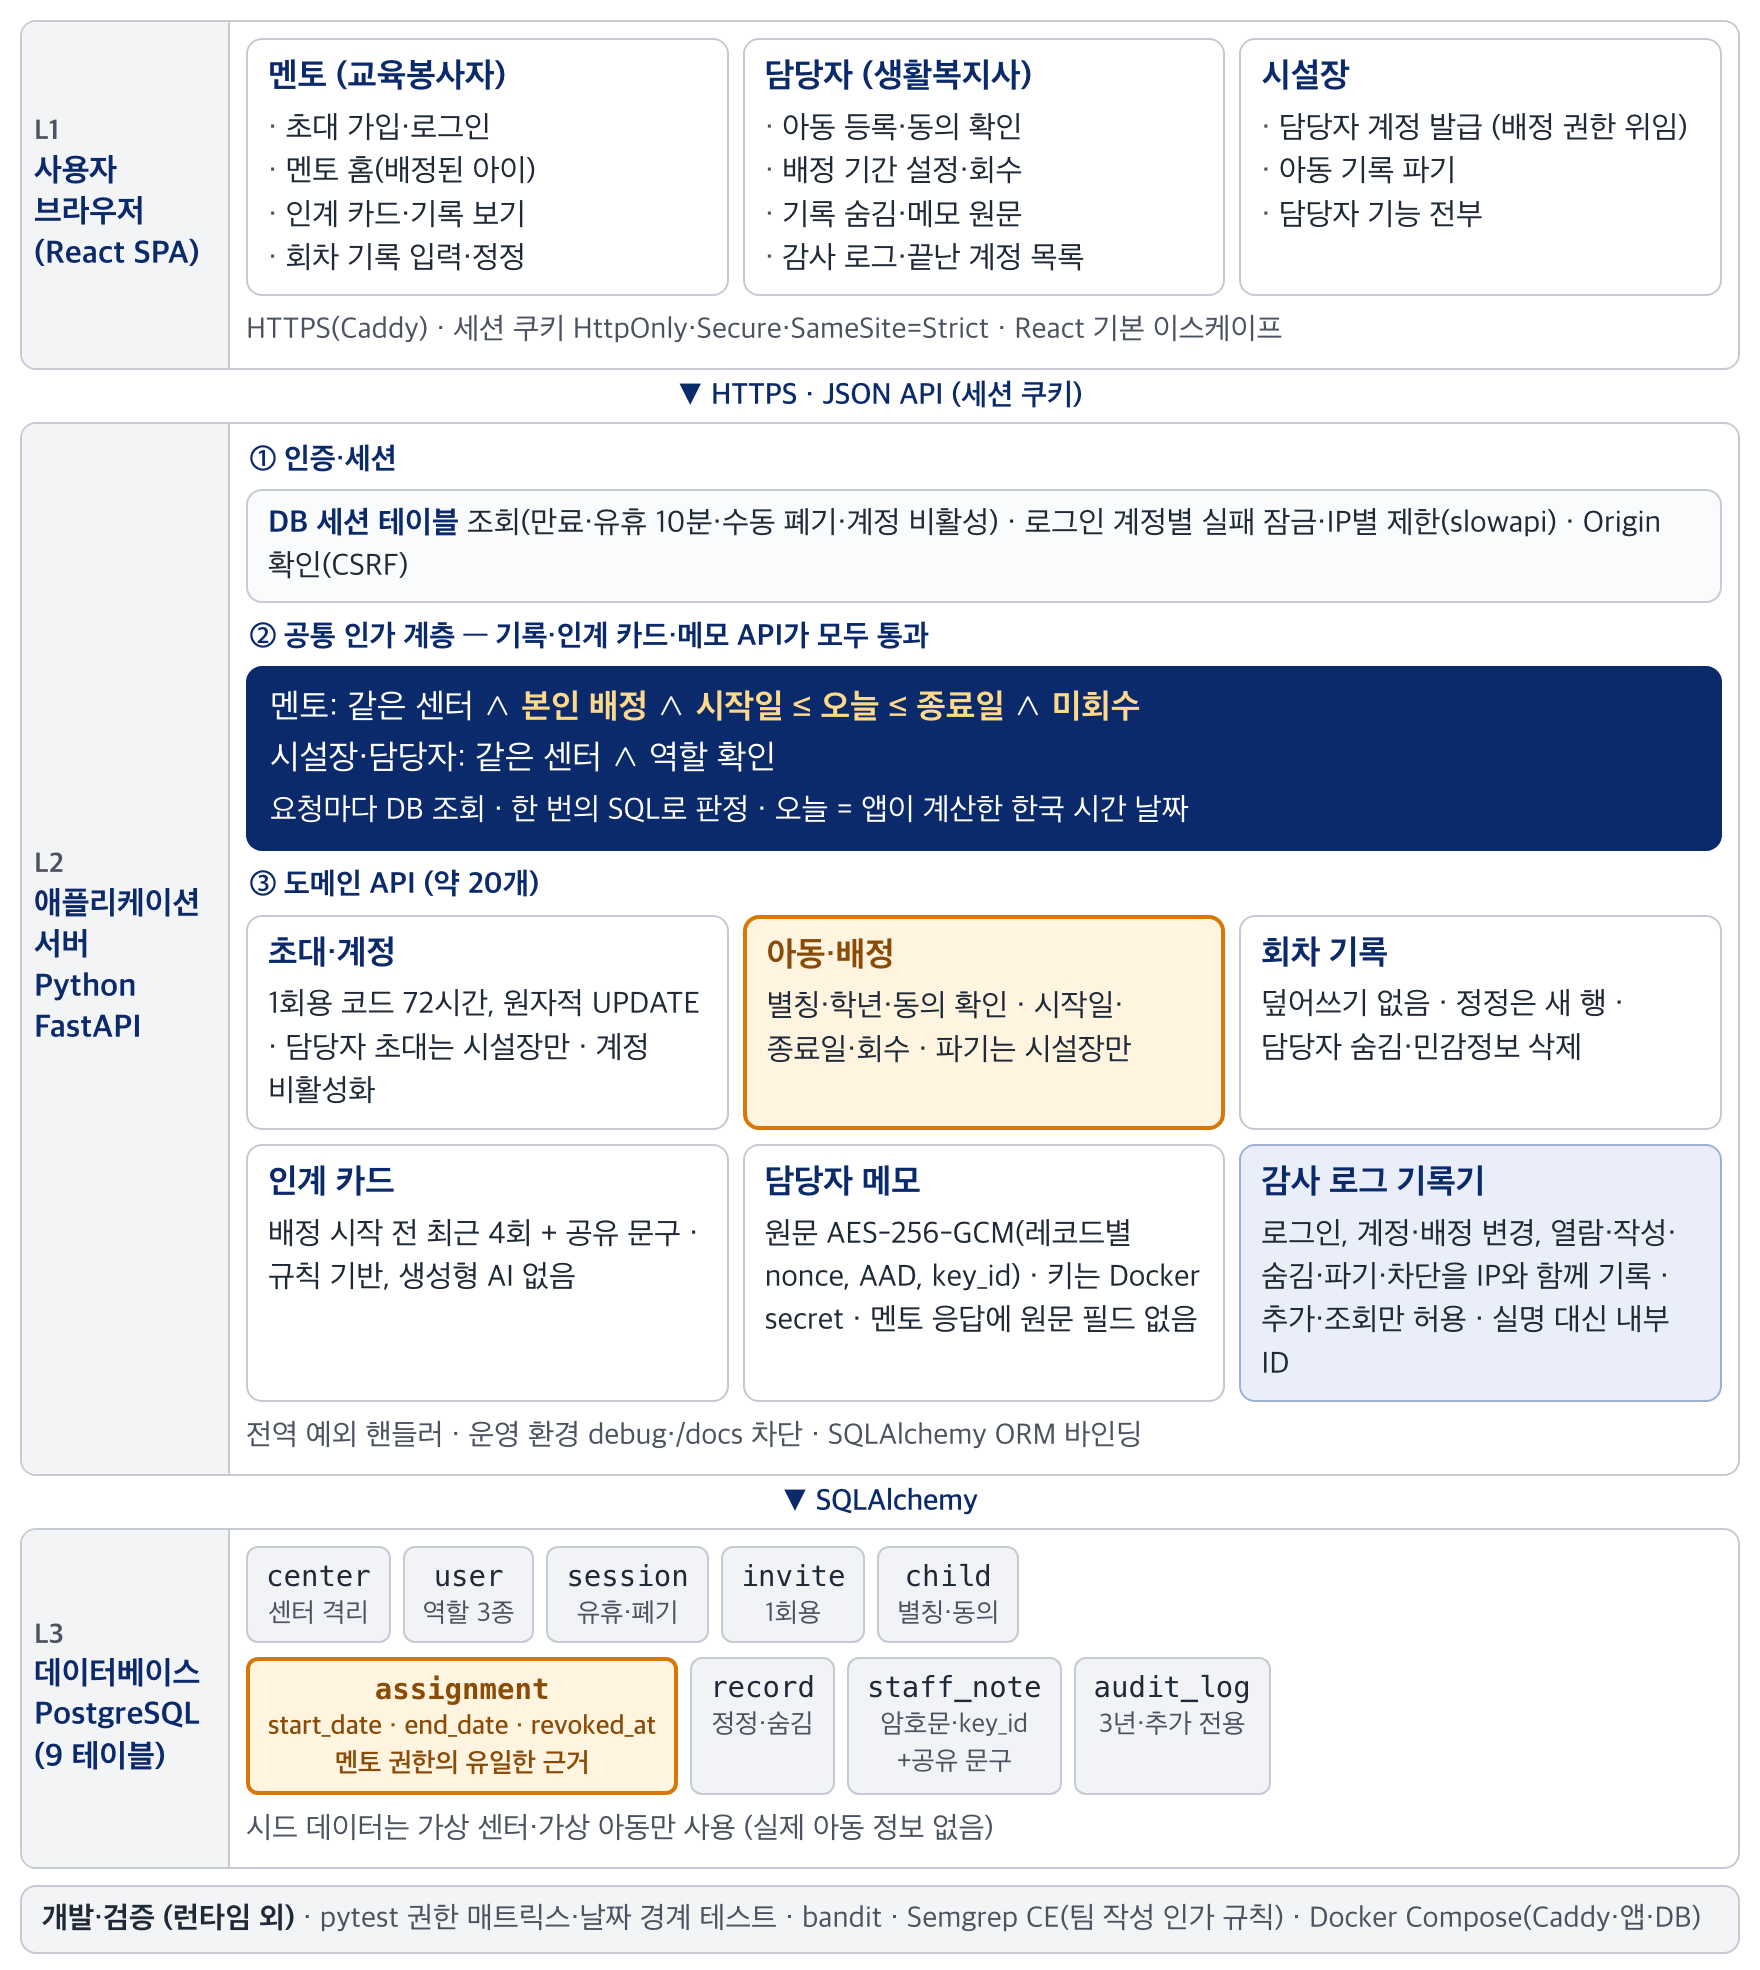 L1
사용자
브라우저
(React SPA)
멘토 (교육봉사자)
· 초대 가입·로그인
· 멘토 홈(배정된 아이)
· 인계 카드·기록 보기
· 회차 기록 입력·정정
담당자 (생활복지사)
· 아동 등록·동의 확인
· 배정 기간 설정·회수
· 기록 숨김·메모 원문
· 감사 로그·끝난 계정 목록
시설장
· 담당자 계정 발급 (배정 권한 위임)
· 아동 기록 파기
· 담당자 기능 전부
HTTPS(Caddy) · 세션 쿠키 HttpOnly·Secure·SameSite=Strict · React 기본 이스케이프
▼ HTTPS · JSON API (세션 쿠키)
L2
애플리케이션
서버
Python
FastAPI
① 인증·세션
DB 세션 테이블 조회(만료·유휴 10분·수동 폐기·계정 비활성) · 로그인 계정별 실패 잠금·IP별 제한(slowapi) · Origin
확인(CSRF)
② 공통 인가 계층 — 기록·인계 카드·메모 API가 모두 통과
멘토: 같은 센터 ∧ 본인 배정 ∧ 시작일 ≤ 오늘 ≤ 종료일 ∧ 미회수
시설장·담당자: 같은 센터 ∧ 역할 확인
요청마다 DB 조회 · 한 번의 SQL로 판정 · 오늘 = 앱이 계산한 한국 시간 날짜
③ 도메인 API (약 20개)
초대·계정
1회용 코드 72시간, 원자적 UPDATE
· 담당자 초대는 시설장만 · 계정
비활성화
아동·배정
별칭·학년·동의 확인 · 시작일·
종료일·회수 · 파기는 시설장만
회차 기록
덮어쓰기 없음 · 정정은 새 행 ·
담당자 숨김·민감정보 삭제
인계 카드
배정 시작 전 최근 4회 + 공유 문구 ·
규칙 기반, 생성형 AI 없음
담당자 메모
원문 AES-256-GCM(레코드별
nonce, AAD, key_id) · 키는 Docker
secret · 멘토 응답에 원문 필드 없음
감사 로그 기록기
로그인, 계정·배정 변경, 열람·작성·
숨김·파기·차단을 IP와 함께 기록 ·
추가·조회만 허용 · 실명 대신 내부
ID
전역 예외 핸들러 · 운영 환경 debug·/docs 차단 · SQLAlchemy ORM 바인딩
▼ SQLAlchemy
L3
데이터베이스
PostgreSQL
(9 테이블)
center
센터 격리
user
역할 3종
session
유휴·폐기
invite
1회용
child
별칭·동의
assignment
start_date · end_date · revoked_at
멘토 권한의 유일한 근거
record
정정·숨김
staff_note
암호문·key_id
+공유 문구
audit_log
3년·추가 전용
시드 데이터는 가상 센터·가상 아동만 사용 (실제 아동 정보 없음)
개발·검증 (런타임 외) · pytest 권한 매트릭스·날짜 경계 테스트 · bandit · Semgrep CE(팀 작성 인가 규칙) · Docker Compose(Caddy·앱·DB)